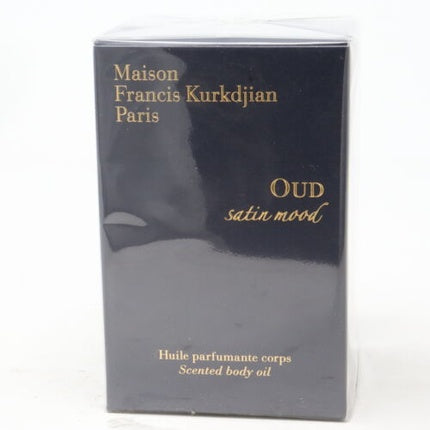 Maison
Francis Kurkdjian
Paris
OUD
satin mood
Huile parfumante corps
Scented body oil